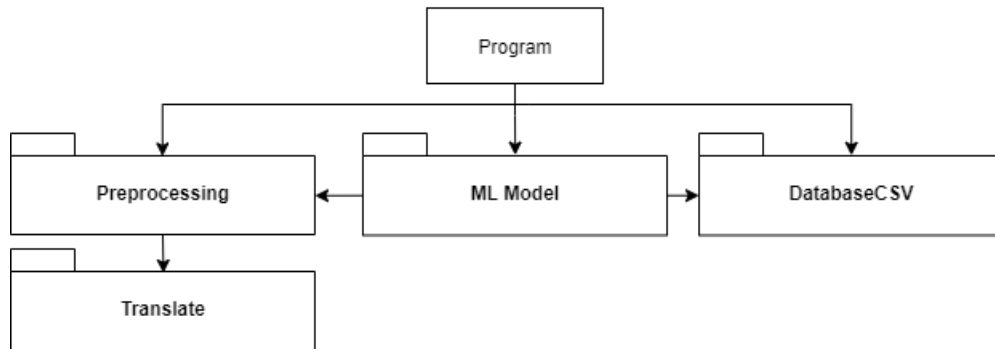 Program
Preprocessing
ML Model
DatabaseCSV
Translate